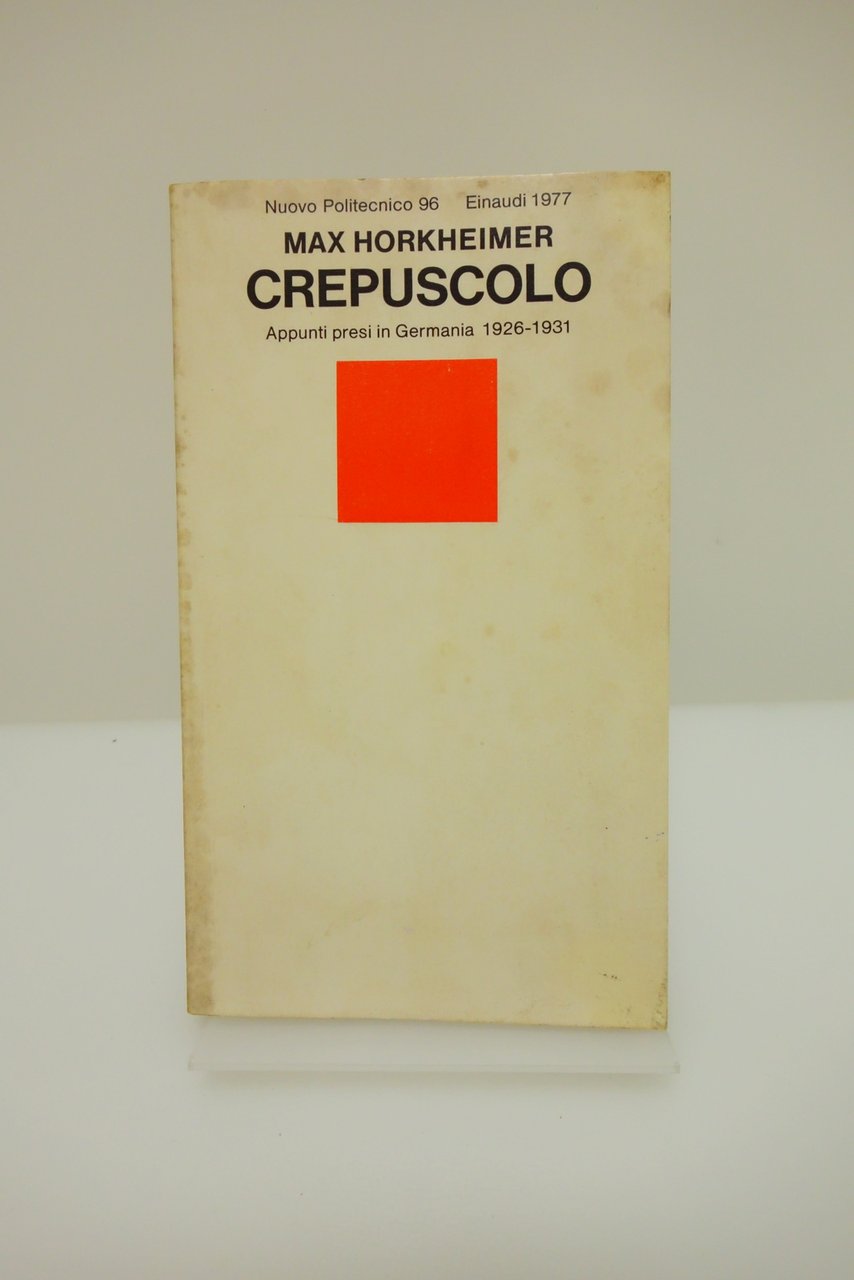 Nuovo Politecnico 96 Einaudi 1977
MAX HORKHEIMER
CREPUSCOLO
Appunti presi in Germania 1926-1931